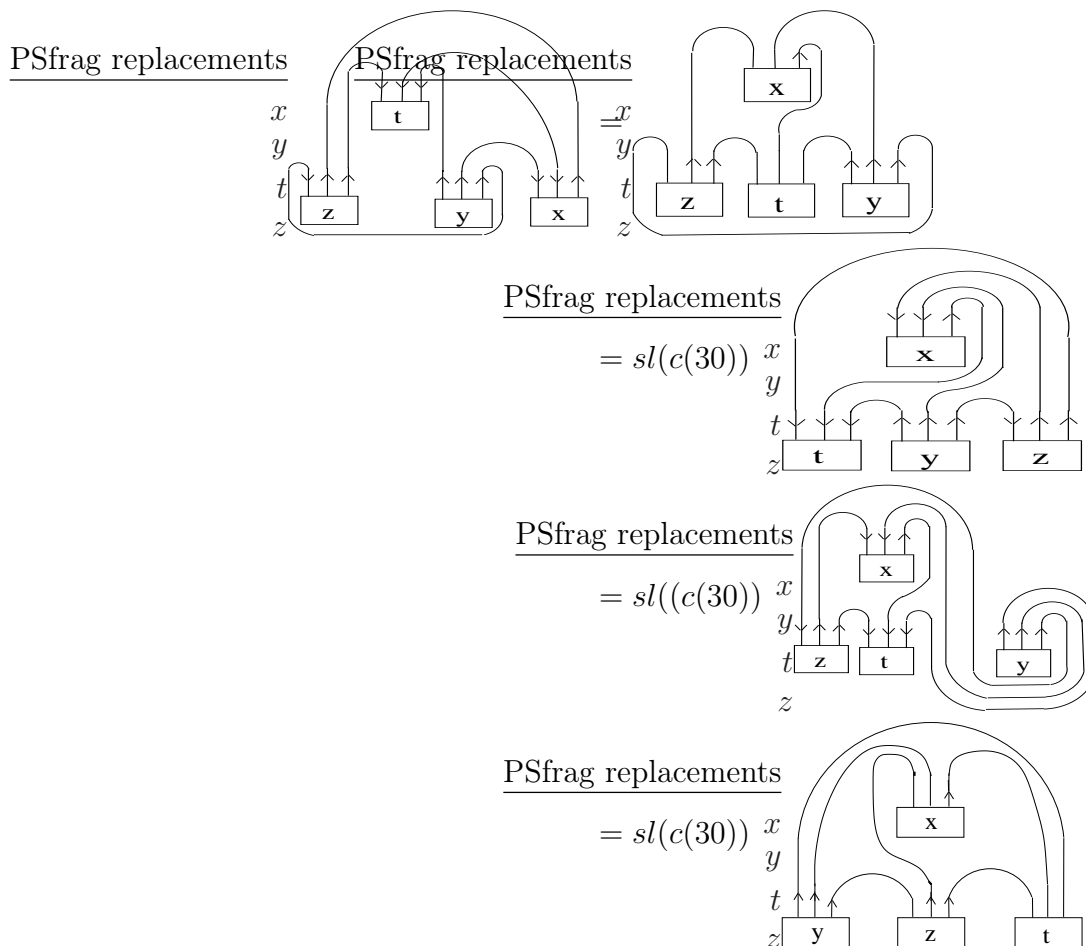 PSfrag replacements
PSfrag replacements
x
y
t
z
t
z
y
x
=
x
y
t
z
x
z
t
y
PSfrag replacements
= sl(c(30))
x
y
t
z
x
t
y
z
PSfrag replacements
= sl((c(30))
x
y
t
z
x
z
t
y
PSfrag replacements
= sl(c(30))
x
y
t
z
x
y
z
t